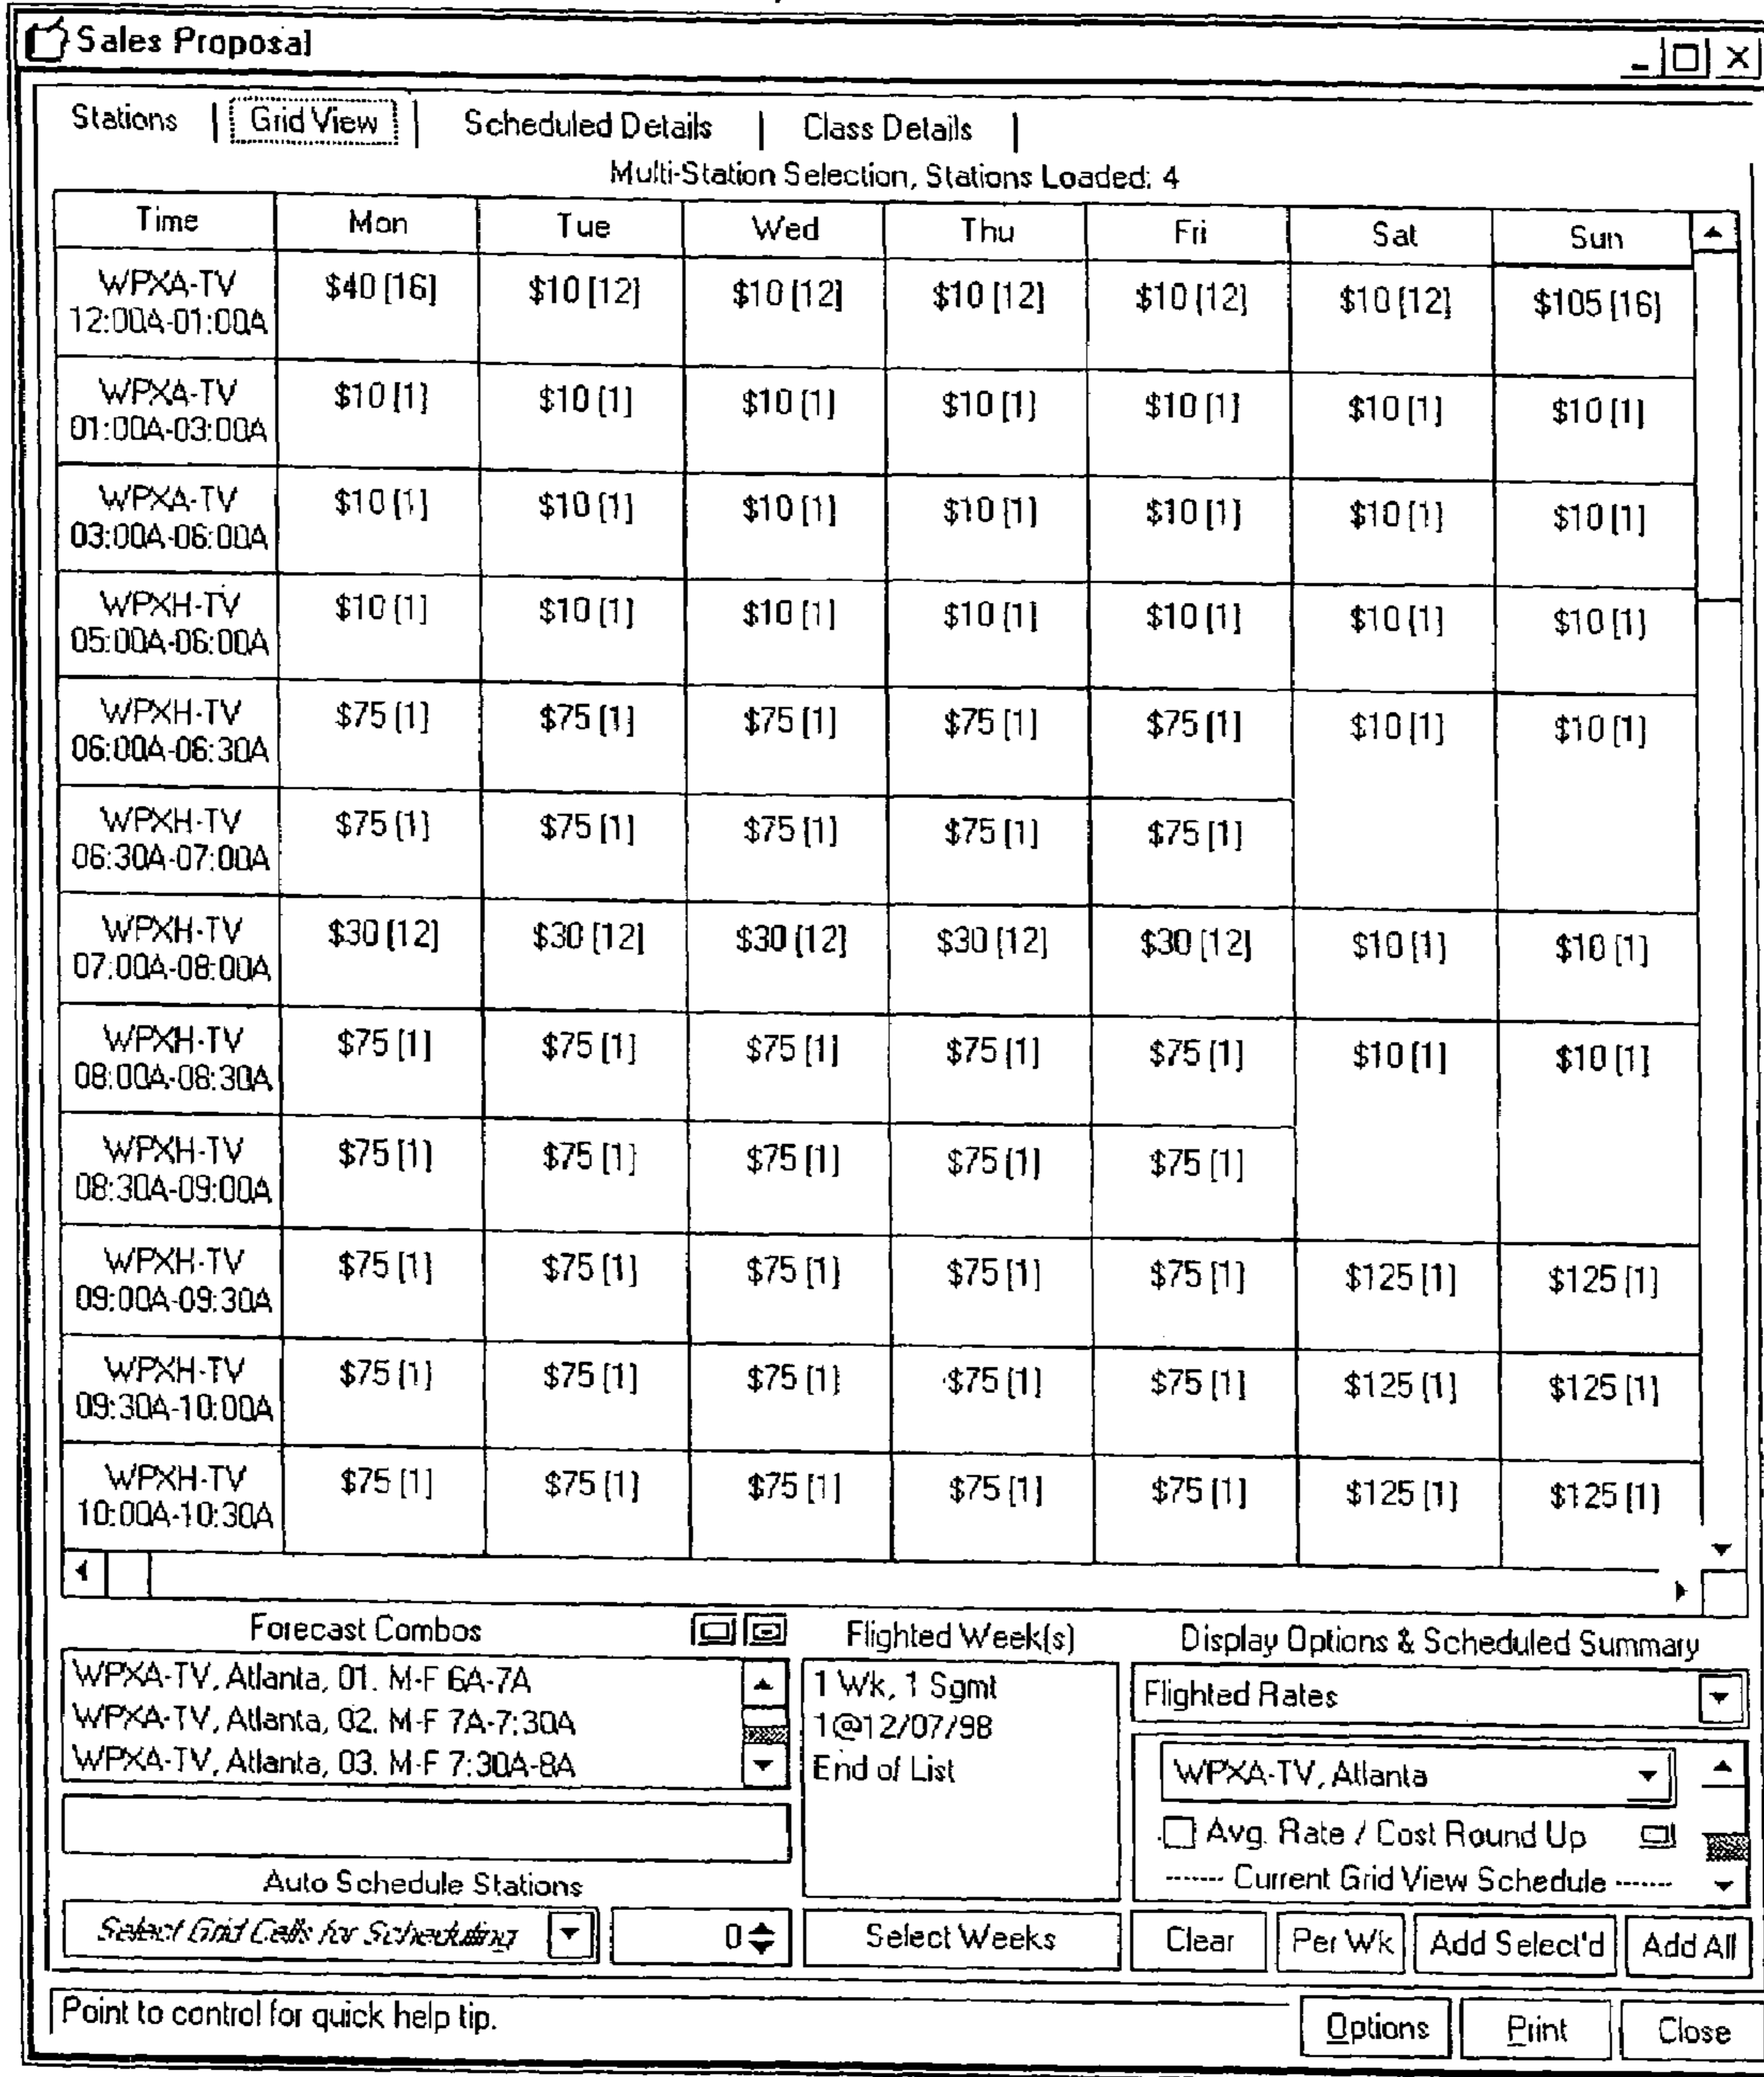 Sales Proposal
Stations | Grid View | Scheduled Details | Class Details |
Multi-Station Selection, Stations Loaded: 4
Time Mon Tue Wed Thu Fri Sat Sun
WPXA-TV 12:00A-01:00A $40 [16] $10 [12] $10 [12] $10 [12] $10 [12] $10 [12] $105 [16]
WPXA-TV 01:00A-03:00A $10 [1] $10 [1] $10 [1] $10 [1] $10 [1] $10 [1] $10 [1]
WPXA-TV 03:00A-06:00A $10 [1] $10 [1] $10 [1] $10 [1] $10 [1] $10 [1] $10 [1]
WPXH-TV 05:00A-06:00A $10 [1] $10 [1] $10 [1] $10 [1] $10 [1] $10 [1] $10 [1]
WPXH-TV 06:00A-06:30A $75 [1] $75 [1] $75 [1] $75 [1] $75 [1] $10 [1] $10 [1]
WPXH-TV 06:30A-07:00A $75 [1] $75 [1] $75 [1] $75 [1] $75 [1]
WPXH-TV 07:00A-08:00A $30 [12] $30 [12] $30 [12] $30 [12] $30 [12] $10 [1] $10 [1]
WPXH-TV 08:00A-08:30A $75 [1] $75 [1] $75 [1] $75 [1] $75 [1] $10 [1] $10 [1]
WPXH-TV 08:30A-09:00A $75 [1] $75 [1] $75 [1] $75 [1] $75 [1]
WPXH-TV 09:00A-09:30A $75 [1] $75 [1] $75 [1] $75 [1] $75 [1] $125 [1] $125 [1]
WPXH-TV 09:30A-10:00A $75 [1] $75 [1] $75 [1] $75 [1] $75 [1] $125 [1] $125 [1]
WPXH-TV 10:00A-10:30A $75 [1] $75 [1] $75 [1] $75 [1] $75 [1] $125 [1] $125 [1]
Forecast Combos
WPXA-TV, Atlanta, 01. M-F 6A-7A
WPXA-TV, Atlanta, 02. M-F 7A-7:30A
WPXA-TV, Atlanta, 03. M-F 7:30A-8A
Auto Schedule Stations
Select Grid Cells for Scheduling 0
Flighted Week(s)
1 Wk, 1 Sgmt
1@12/07/98
End of List
Select Weeks
Display Options & Scheduled Summary
Flighted Rates
WPXA-TV, Atlanta
Avg. Rate / Cost Round Up
------ Current Grid View Schedule ------
Clear Per Wk Add Select'd Add All
Point to control for quick help tip.
Options Print Close